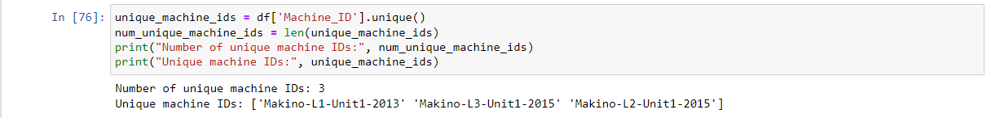 In [76]: unique_machine_ids = df['Machine_ID'].unique()
num_unique_machine_ids = len(unique_machine_ids)
print("Number of unique machine IDs:", num_unique_machine_ids)
print("Unique machine IDs:", unique_machine_ids)
Number of unique machine IDs: 3
Unique machine IDs: ['Makino-L1-Unit1-2013' 'Makino-L3-Unit1-2015' 'Makino-L2-Unit1-2015']